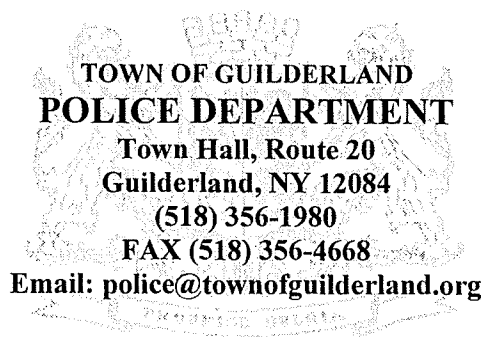 TOWN OF GUILDERLAND
POLICE DEPARTMENT
Town Hall, Route 20
Guilderland, NY 12084
(518) 356-1980
FAX (518) 356-4668
Email: police@townofguilderland.org